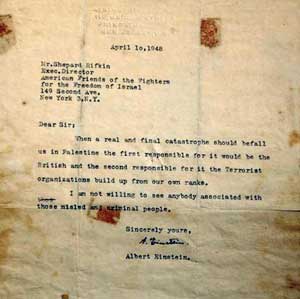 April 10, 1948
Mr. Shepard Rifkin
Exec. Director
American Friends of the Fighters
for the Freedom of Israel
149 Second Ave.
New York 3.N.Y.
Dear Sir:
When a real and final catastrophe should befall
us in Palestine the first responsible for it would be the
British and the second responsible for it the Terrorist
organizations build up from our own ranks.
I am not willing to see anybody associated with
those misled and criminal people.
Sincerely yours,
A. Einstein.
Albert Einstein.